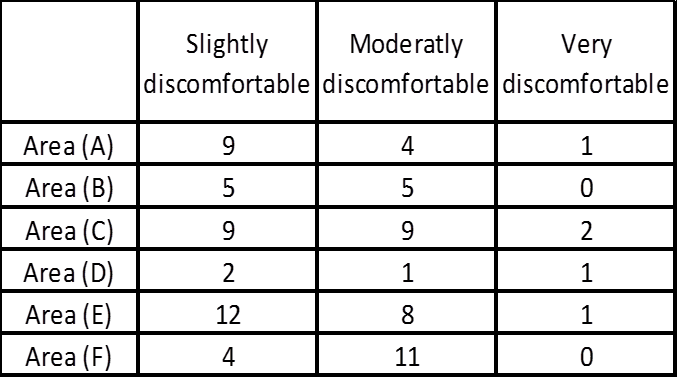 Slightly discomfortable Moderatly discomfortable Very discomfortable
Area (A) 9 4 1
Area (B) 5 5 0
Area (C) 9 9 2
Area (D) 2 1 1
Area (E) 12 8 1
Area (F) 4 11 0